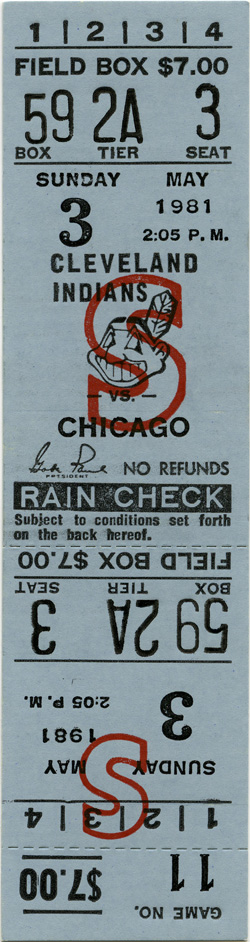 1 | 2 | 3 | 4
FIELD BOX $7.00
59 2A 3
BOX TIER SEAT
SUNDAY MAY
3 1981
2:05 P.M.
CLEVELAND
INDIANS
S
— VS. —
CHICAGO
Gabe Paul NO REFUNDS
PRESIDENT
RAIN CHECK
Subject to conditions set forth
on the back hereof.
GAME NO. 11 $7.00
1 | 2 | 3 | 4
SUNDAY MAY
3 1981
2:05 P.M.
S
59 2A 3
BOX TIER SEAT
FIELD BOX $7.00